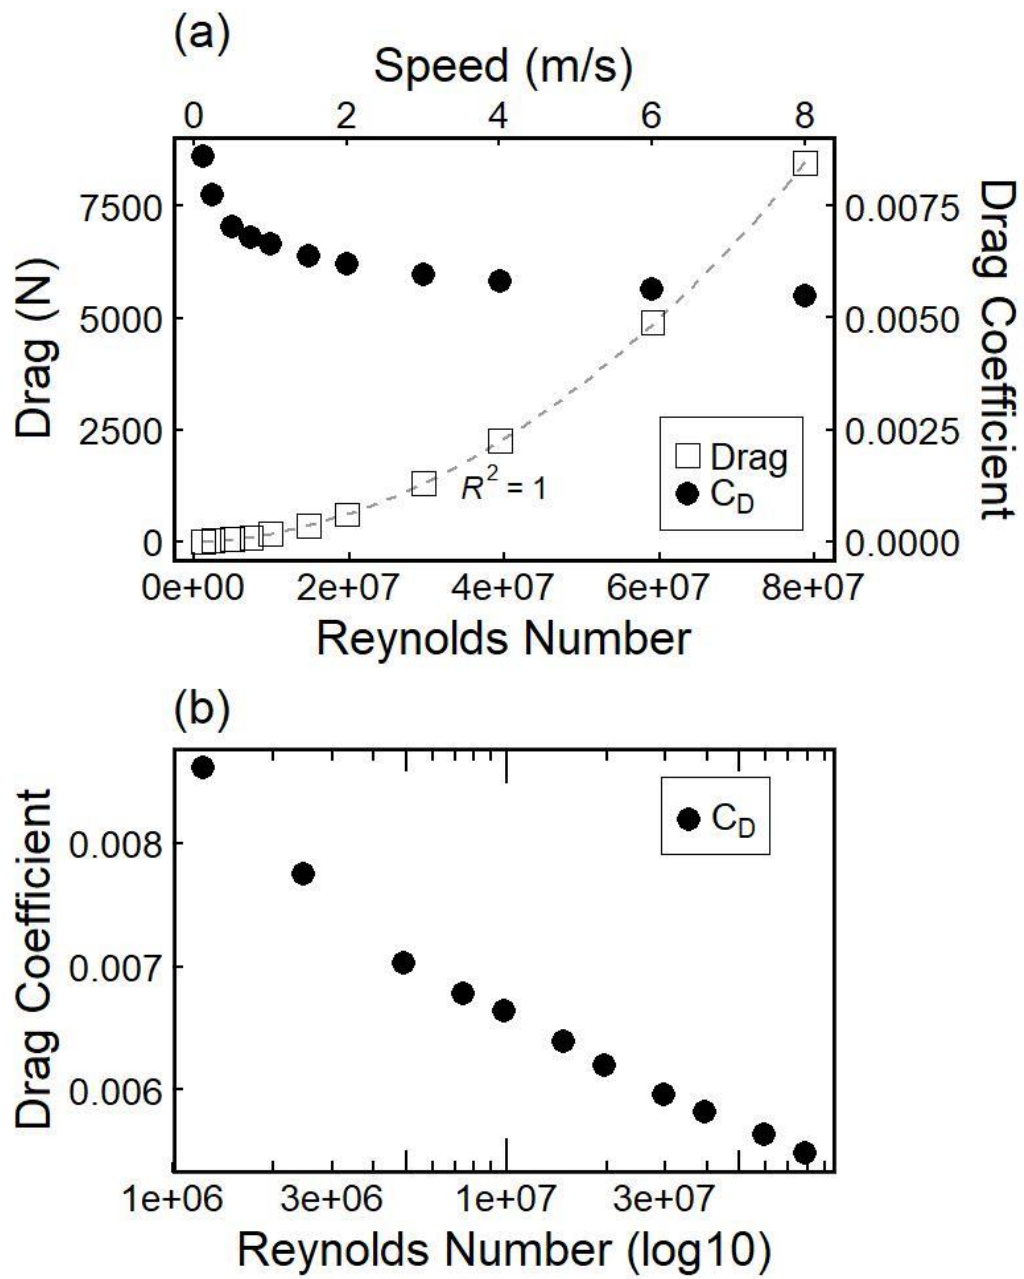 (a)
Speed (m/s)
0 2 4 6 8
7500
5000
2500
0
Drag (N)
0.0075
0.0050
0.0025
0.0000
Drag Coefficient
R² = 1
Drag
C_D
0e+00 2e+07 4e+07 6e+07 8e+07
Reynolds Number
(b)
C_D
0.008
0.007
0.006
Drag Coefficient
1e+06 3e+06 1e+07 3e+07
Reynolds Number (log10)